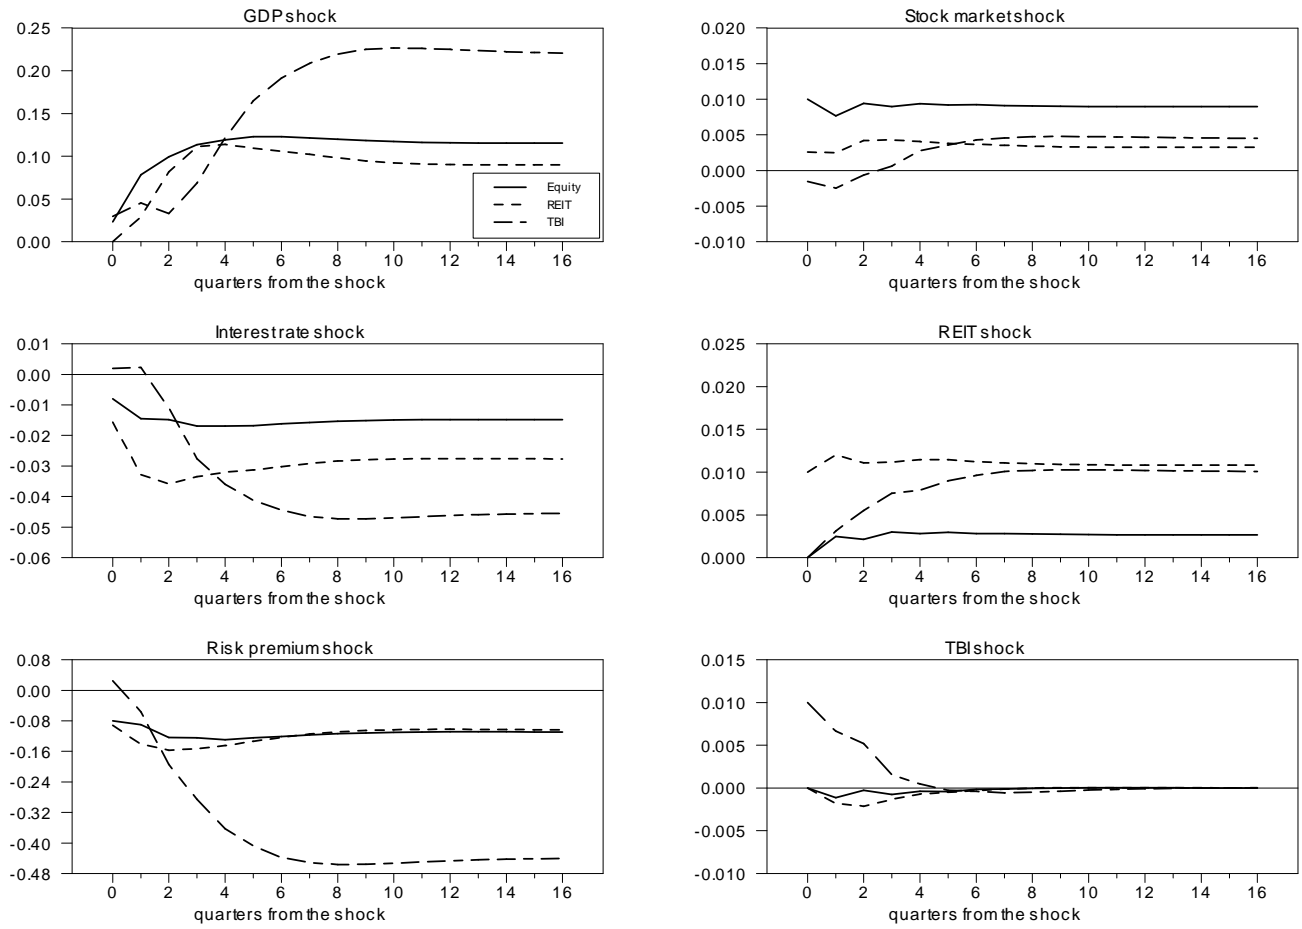 GDP shock
0.25
0.20
0.15
0.10
0.05
0.00
Equity
REIT
TBI
0 2 4 6 8 10 12 14 16
quarters from the shock
Stock market shock
0.020
0.015
0.010
0.005
0.000
-0.005
-0.010
0 2 4 6 8 10 12 14 16
quarters from the shock
Interest rate shock
0.01
0.00
-0.01
-0.02
-0.03
-0.04
-0.05
-0.06
0 2 4 6 8 10 12 14 16
quarters from the shock
REIT shock
0.025
0.020
0.015
0.010
0.005
0.000
0 2 4 6 8 10 12 14 16
quarters from the shock
Risk premium shock
0.08
0.00
-0.08
-0.16
-0.24
-0.32
-0.40
-0.48
0 2 4 6 8 10 12 14 16
quarters from the shock
TBI shock
0.015
0.010
0.005
0.000
-0.005
-0.010
0 2 4 6 8 10 12 14 16
quarters from the shock